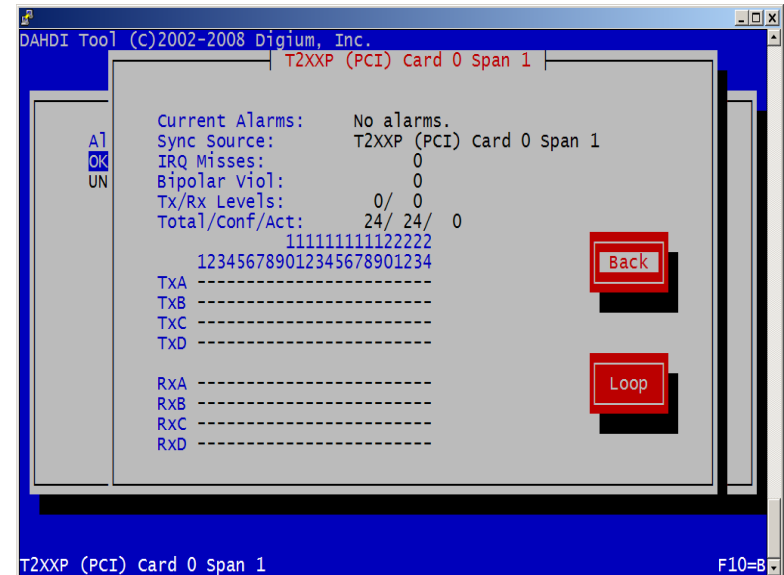 DAHDI Tool (C)2002-2008 Digium, Inc.
T2XXP (PCI) Card 0 Span 1
Current Alarms: No alarms.
Sync Source: T2XXP (PCI) Card 0 Span 1
IRQ Misses: 0
Bipolar Viol: 0
Tx/Rx Levels: 0/ 0
Total/Conf/Act: 24/ 24/ 0
111111111122222
123456789012345678901234
TxA ------------------------
TxB ------------------------
TxC ------------------------
TxD ------------------------
RxA ------------------------
RxB ------------------------
RxC ------------------------
RxD ------------------------
Al
OK
UN
Back
Loop
T2XXP (PCI) Card 0 Span 1 F10=B